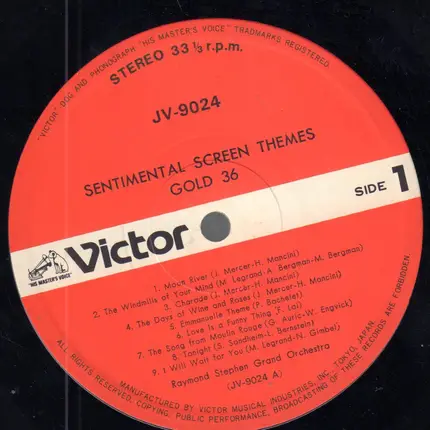 "VICTOR" DOG AND PHONOGRAPH "HIS MASTER'S VOICE" TRADEMARKS REGISTERED.
STEREO 33 1/3 r.p.m.
JV-9024
SENTIMENTAL SCREEN THEMES
GOLD 36
SIDE 1
"HIS MASTER'S VOICE"
Victor
1. Moon River (J. Mercer-H. Mancini)
2. The Windmills of Your Mind (M. Legrand-A. Bergman-M. Bergman)
3. Charade (J. Mercer-H. Mancini)
4. The Days of Wine and Roses (J. Mercer-H. Mancini)
5. Emmanuelle Theme (P. Bachelet)
6. Love Is a Funny Thing (F. Lai)
7. The Song from Moulin Rouge (G. Auric-W. Engvick)
8. Tonight (S. Sondheim-L. Bernstein)
9. I Will Wait for You (M. Legrand-N. Gimbel)
Raymond Stephen Grand Orchestra
(JV-9024 A)
MANUFACTURED BY VICTOR MUSICAL INDUSTRIES, INC. TOKYO, JAPAN.
ALL RIGHTS RESERVED. COPYING, PUBLIC PERFORMANCE, BROADCASTING OF THESE RECORDS ARE FORBIDDEN.